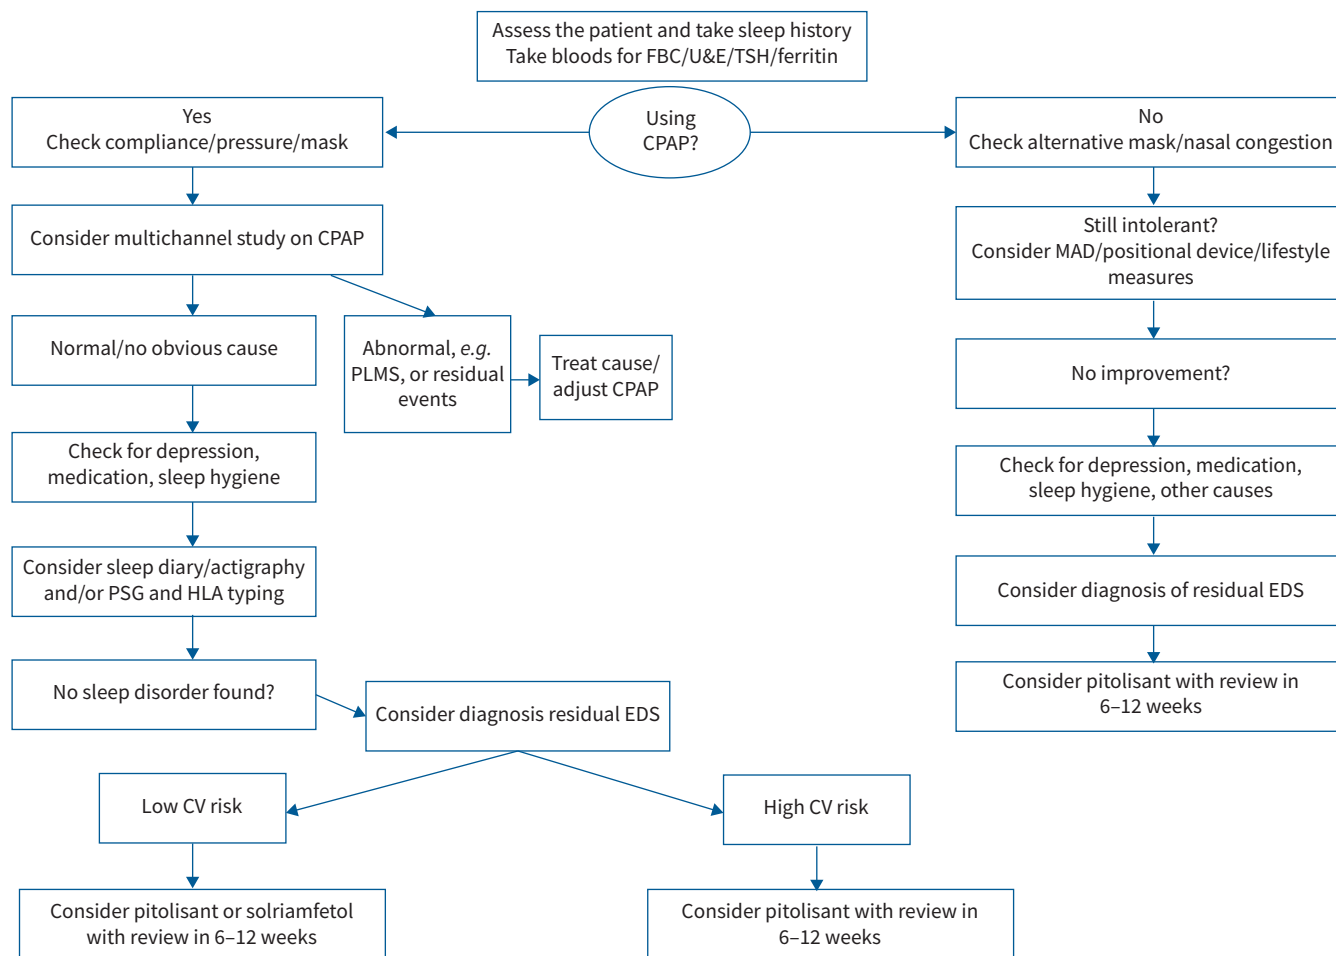 Assess the patient and take sleep history
Take bloods for FBC/U&E/TSH/ferritin
Using
CPAP?
Yes
Check compliance/pressure/mask
Consider multichannel study on CPAP
Normal/no obvious cause
Abnormal, e.g.
PLMS, or residual
events
Treat cause/
adjust CPAP
Check for depression,
medication, sleep hygiene
Consider sleep diary/actigraphy
and/or PSG and HLA typing
No sleep disorder found?
Consider diagnosis residual EDS
Low CV risk
High CV risk
Consider pitolisant or solriamfetol
with review in 6–12 weeks
Consider pitolisant with review in
6–12 weeks
No
Check alternative mask/nasal congestion
Still intolerant?
Consider MAD/positional device/lifestyle
measures
No improvement?
Check for depression, medication,
sleep hygiene, other causes
Consider diagnosis of residual EDS
Consider pitolisant with review in
6–12 weeks